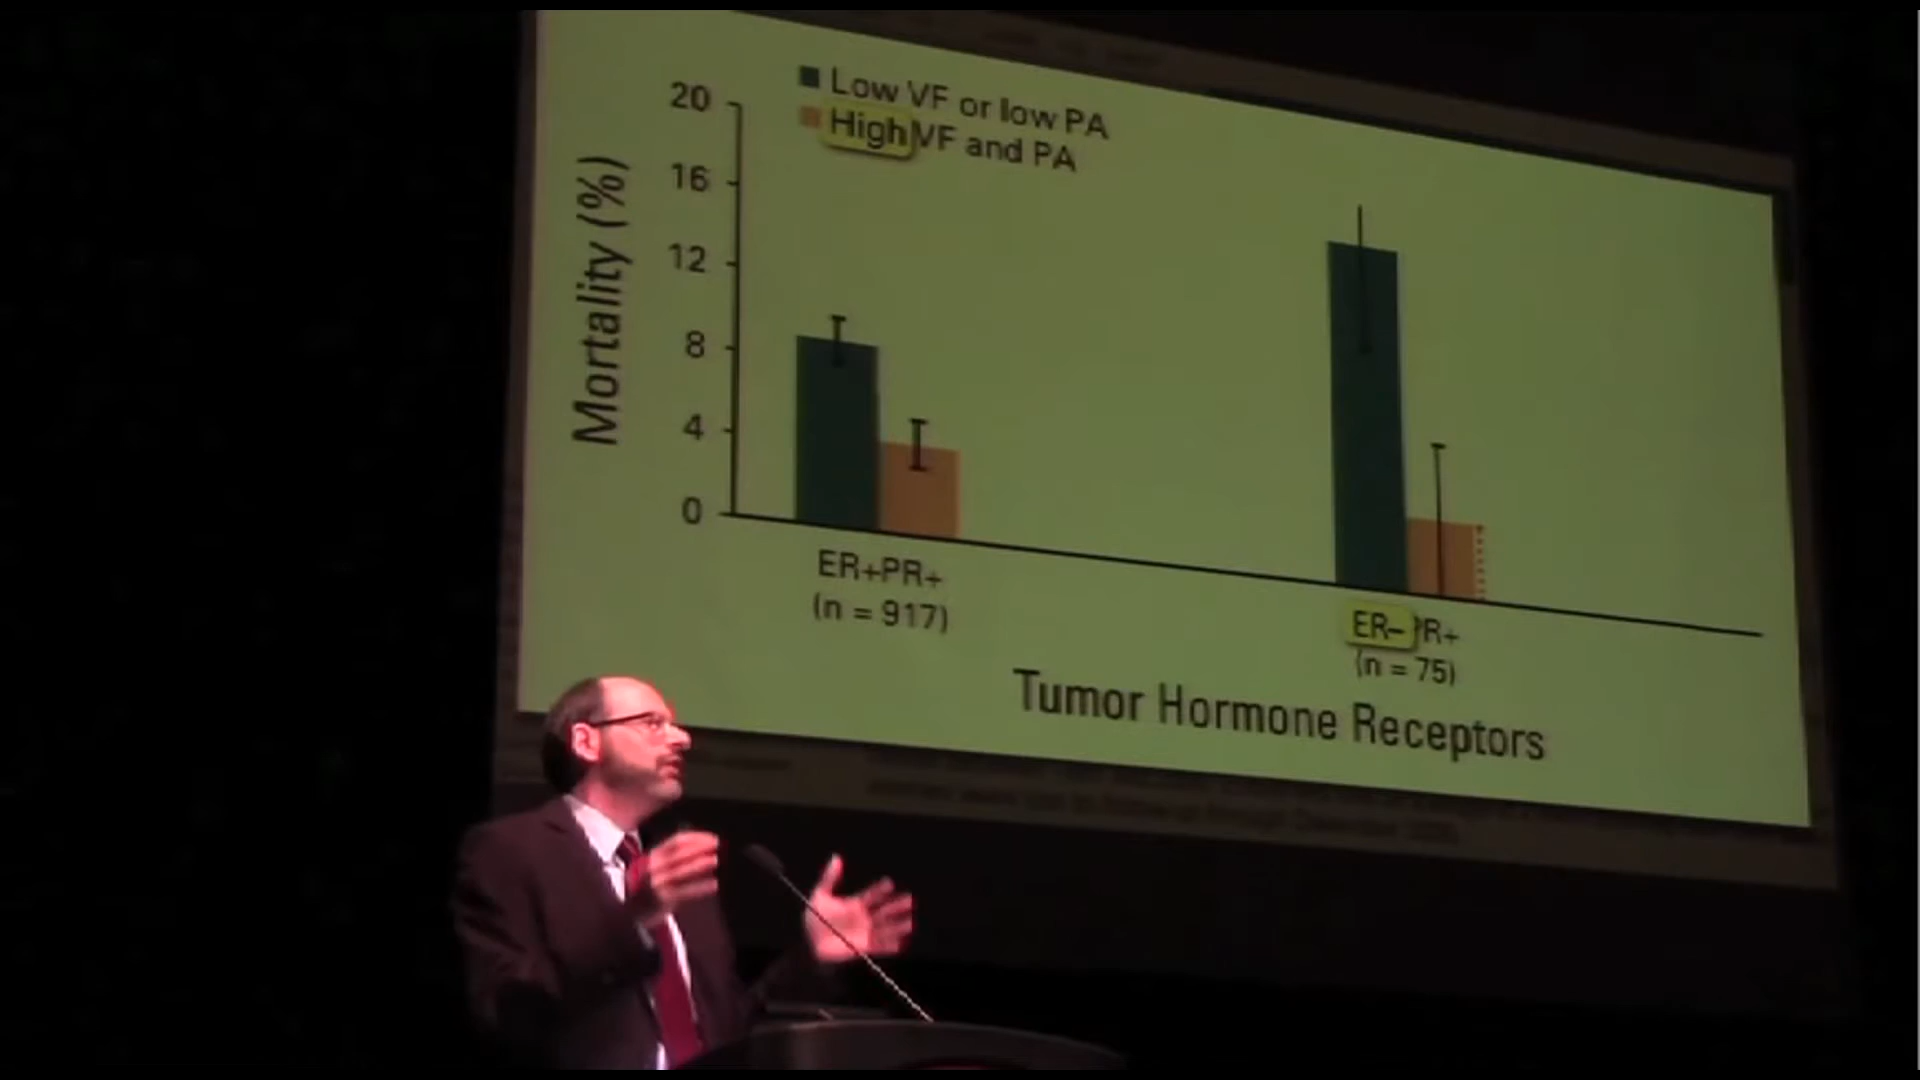 Low VF or low PA
High VF and PA
Mortality (%)
20
16
12
8
4
0
ER+PR+
(n = 917)
ER– PR+
(n = 75)
Tumor Hormone Receptors